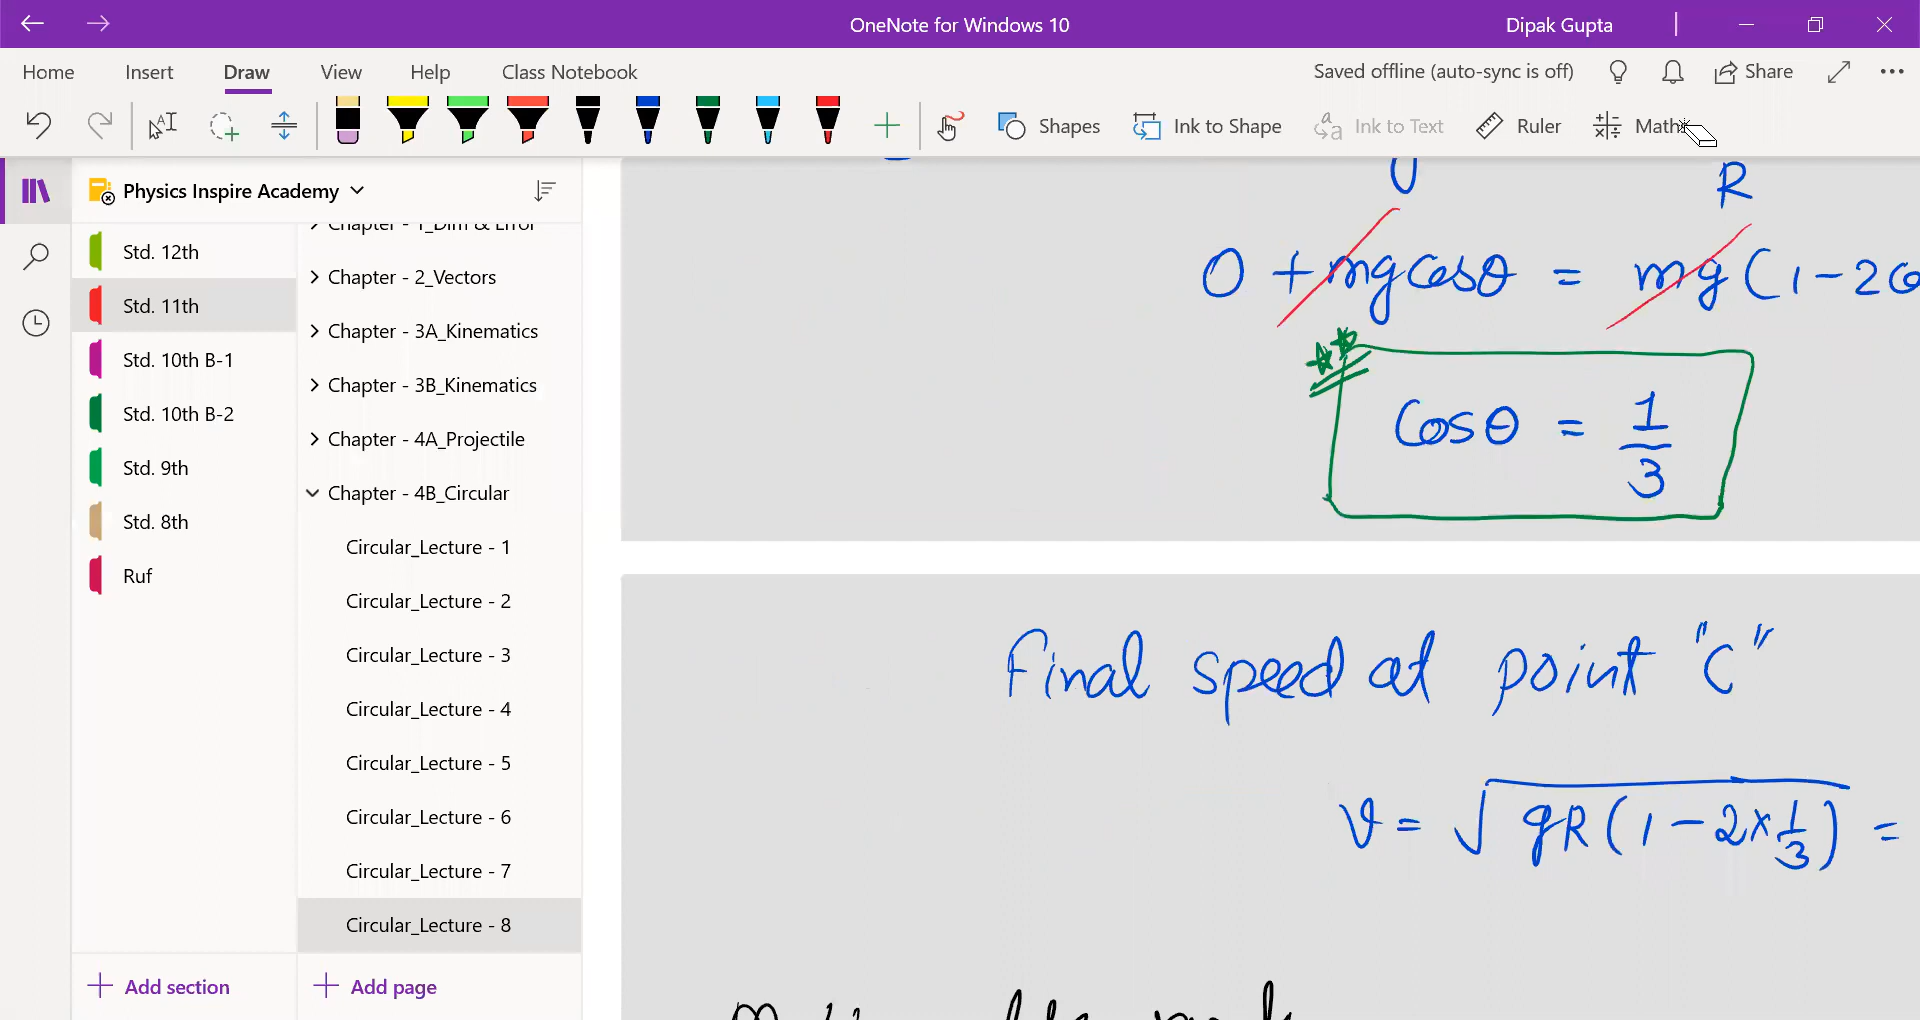 OneNote for Windows 10
Dipak Gupta
Home Insert Draw View Help Class Notebook
Saved offline (auto-sync is off) Share
Shapes Ink to Shape Ink to Text Ruler Math
Physics Inspire Academy
Std. 12th
Std. 11th
Std. 10th B-1
Std. 10th B-2
Std. 9th
Std. 8th
Ruf
Add section
Chapter - 1_Dim & Error
Chapter - 2_Vectors
Chapter - 3A_Kinematics
Chapter - 3B_Kinematics
Chapter - 4A_Projectile
Chapter - 4B_Circular
Circular_Lecture - 1
Circular_Lecture - 2
Circular_Lecture - 3
Circular_Lecture - 4
Circular_Lecture - 5
Circular_Lecture - 6
Circular_Lecture - 7
Circular_Lecture - 8
Add page
R
0 + mg cosθ = mg (1 - 2
Cosθ = 1/3
Final speed at point "C"
v = √gR(1 - 2 × 1/3) =